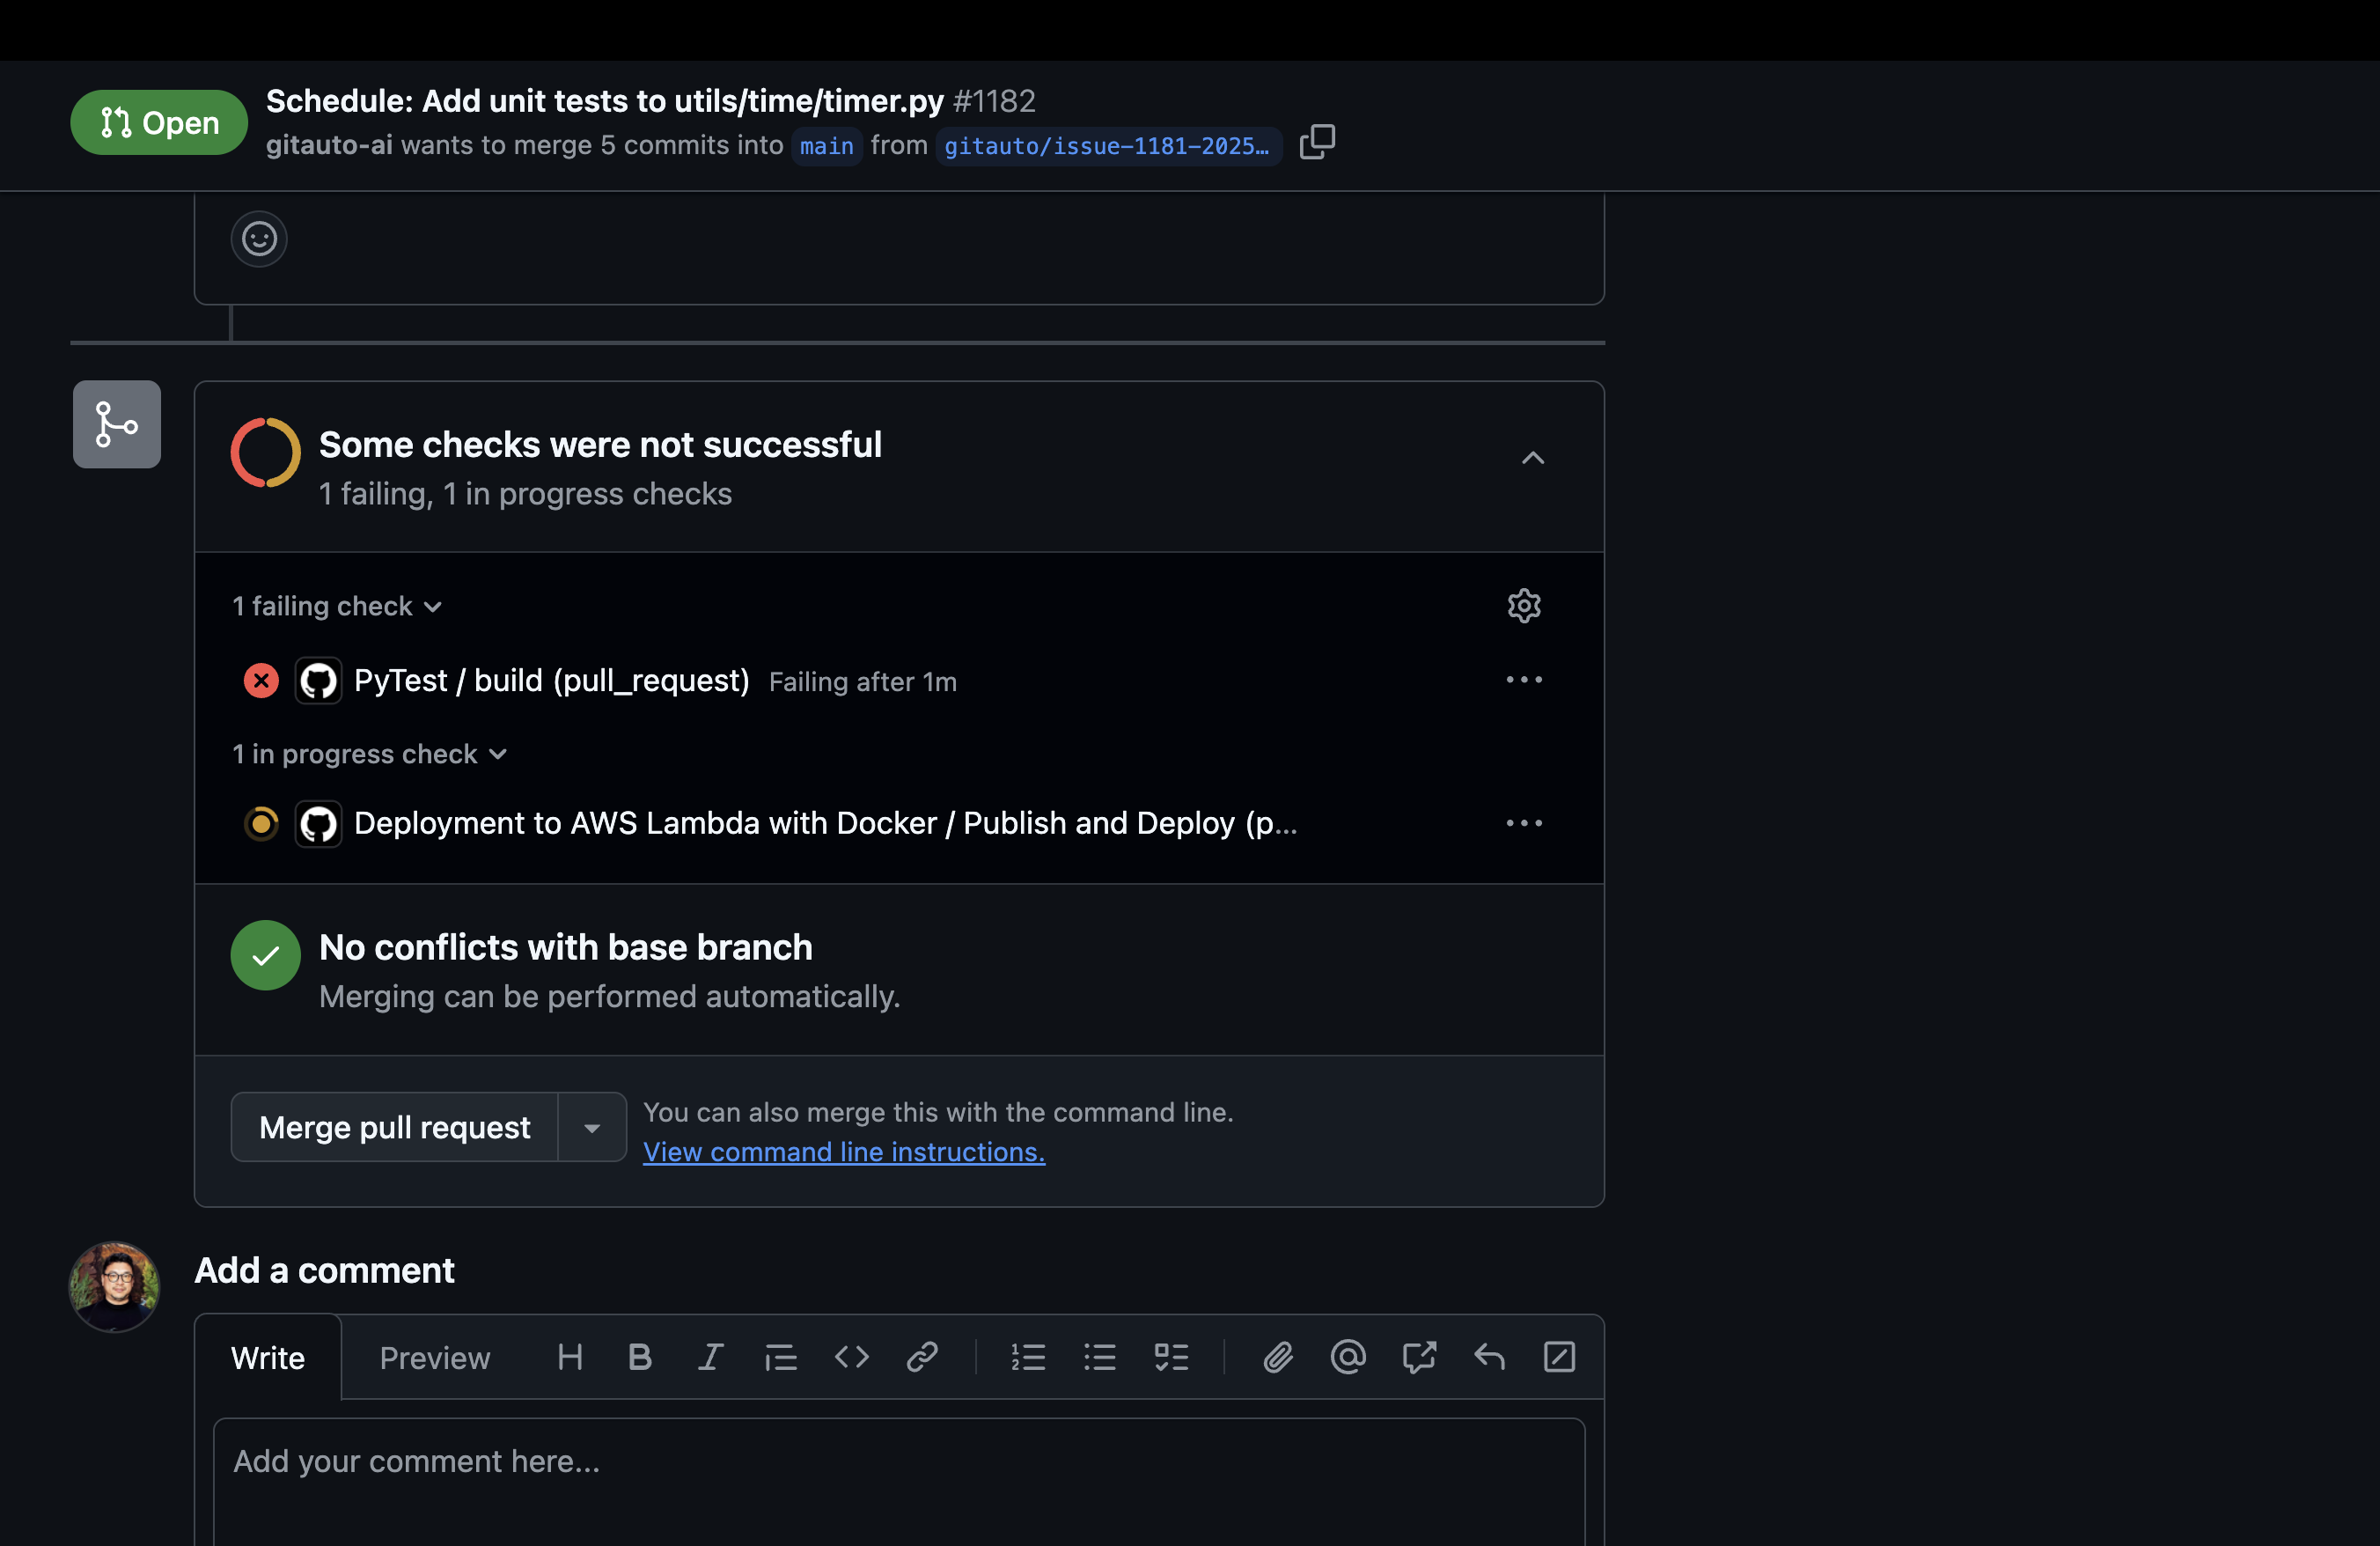 Open
Schedule: Add unit tests to utils/time/timer.py #1182
gitauto-ai wants to merge 5 commits into main from gitauto/issue-1181-2025…
Some checks were not successful
1 failing, 1 in progress checks
1 failing check
PyTest / build (pull_request) Failing after 1m
1 in progress check
Deployment to AWS Lambda with Docker / Publish and Deploy (p...
No conflicts with base branch
Merging can be performed automatically.
Merge pull request
You can also merge this with the command line.
View command line instructions.
Add a comment
Write
Preview
Add your comment here...